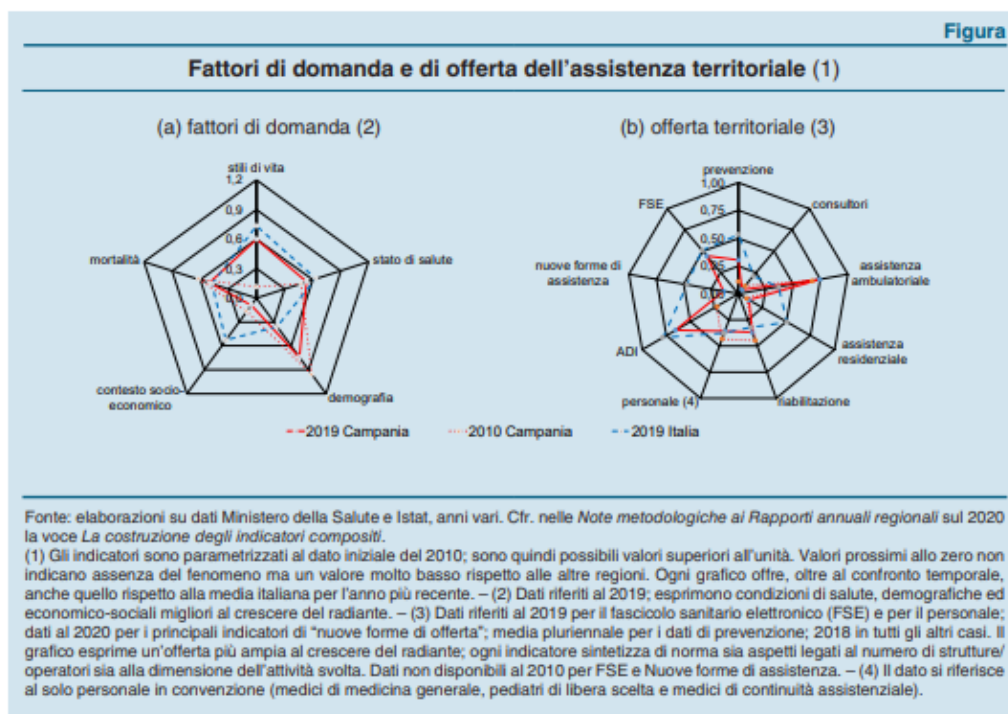 Figura
Fattori di domanda e di offerta dell'assistenza territoriale (1)
(a) fattori di domanda (2)
(b) offerta territoriale (3)
stili di vita
1,2
0,9
0,6
0,3
0,0
mortalità
stato di salute
contesto socio-
economico
demografia
prevenzione
1,00
0,75
0,50
0,25
0,00
FSE
consultori
nuove forme di
assistenza
assistenza
ambulatoriale
ADI
assistenza
residenziale
personale (4)
riabilitazione
2019 Campania
2010 Campania
2019 Italia
Fonte: elaborazioni su dati Ministero della Salute e Istat, anni vari. Cfr. nelle Note metodologiche ai Rapporti annuali regionali sul 2020
la voce La costruzione degli indicatori compositi.
(1) Gli indicatori sono parametrizzati al dato iniziale del 2010; sono quindi possibili valori superiori all'unità. Valori prossimi allo zero non
indicano assenza del fenomeno ma un valore molto basso rispetto alle altre regioni. Ogni grafico offre, oltre al confronto temporale,
anche quello rispetto alla media italiana per l'anno più recente. – (2) Dati riferiti al 2019; esprimono condizioni di salute, demografiche ed
economico-sociali migliori al crescere del radiante. – (3) Dati riferiti al 2019 per il fascicolo sanitario elettronico (FSE) e per il personale;
dati al 2020 per i principali indicatori di "nuove forme di offerta"; media pluriennale per i dati di prevenzione; 2018 in tutti gli altri casi. Il
grafico esprime un'offerta più ampia al crescere del radiante; ogni indicatore sintetizza di norma sia aspetti legati al numero di strutture/
operatori sia alla dimensione dell'attività svolta. Dati non disponibili al 2010 per FSE e Nuove forme di assistenza. – (4) Il dato si riferisce
al solo personale in convenzione (medici di medicina generale, pediatri di libera scelta e medici di continuità assistenziale).